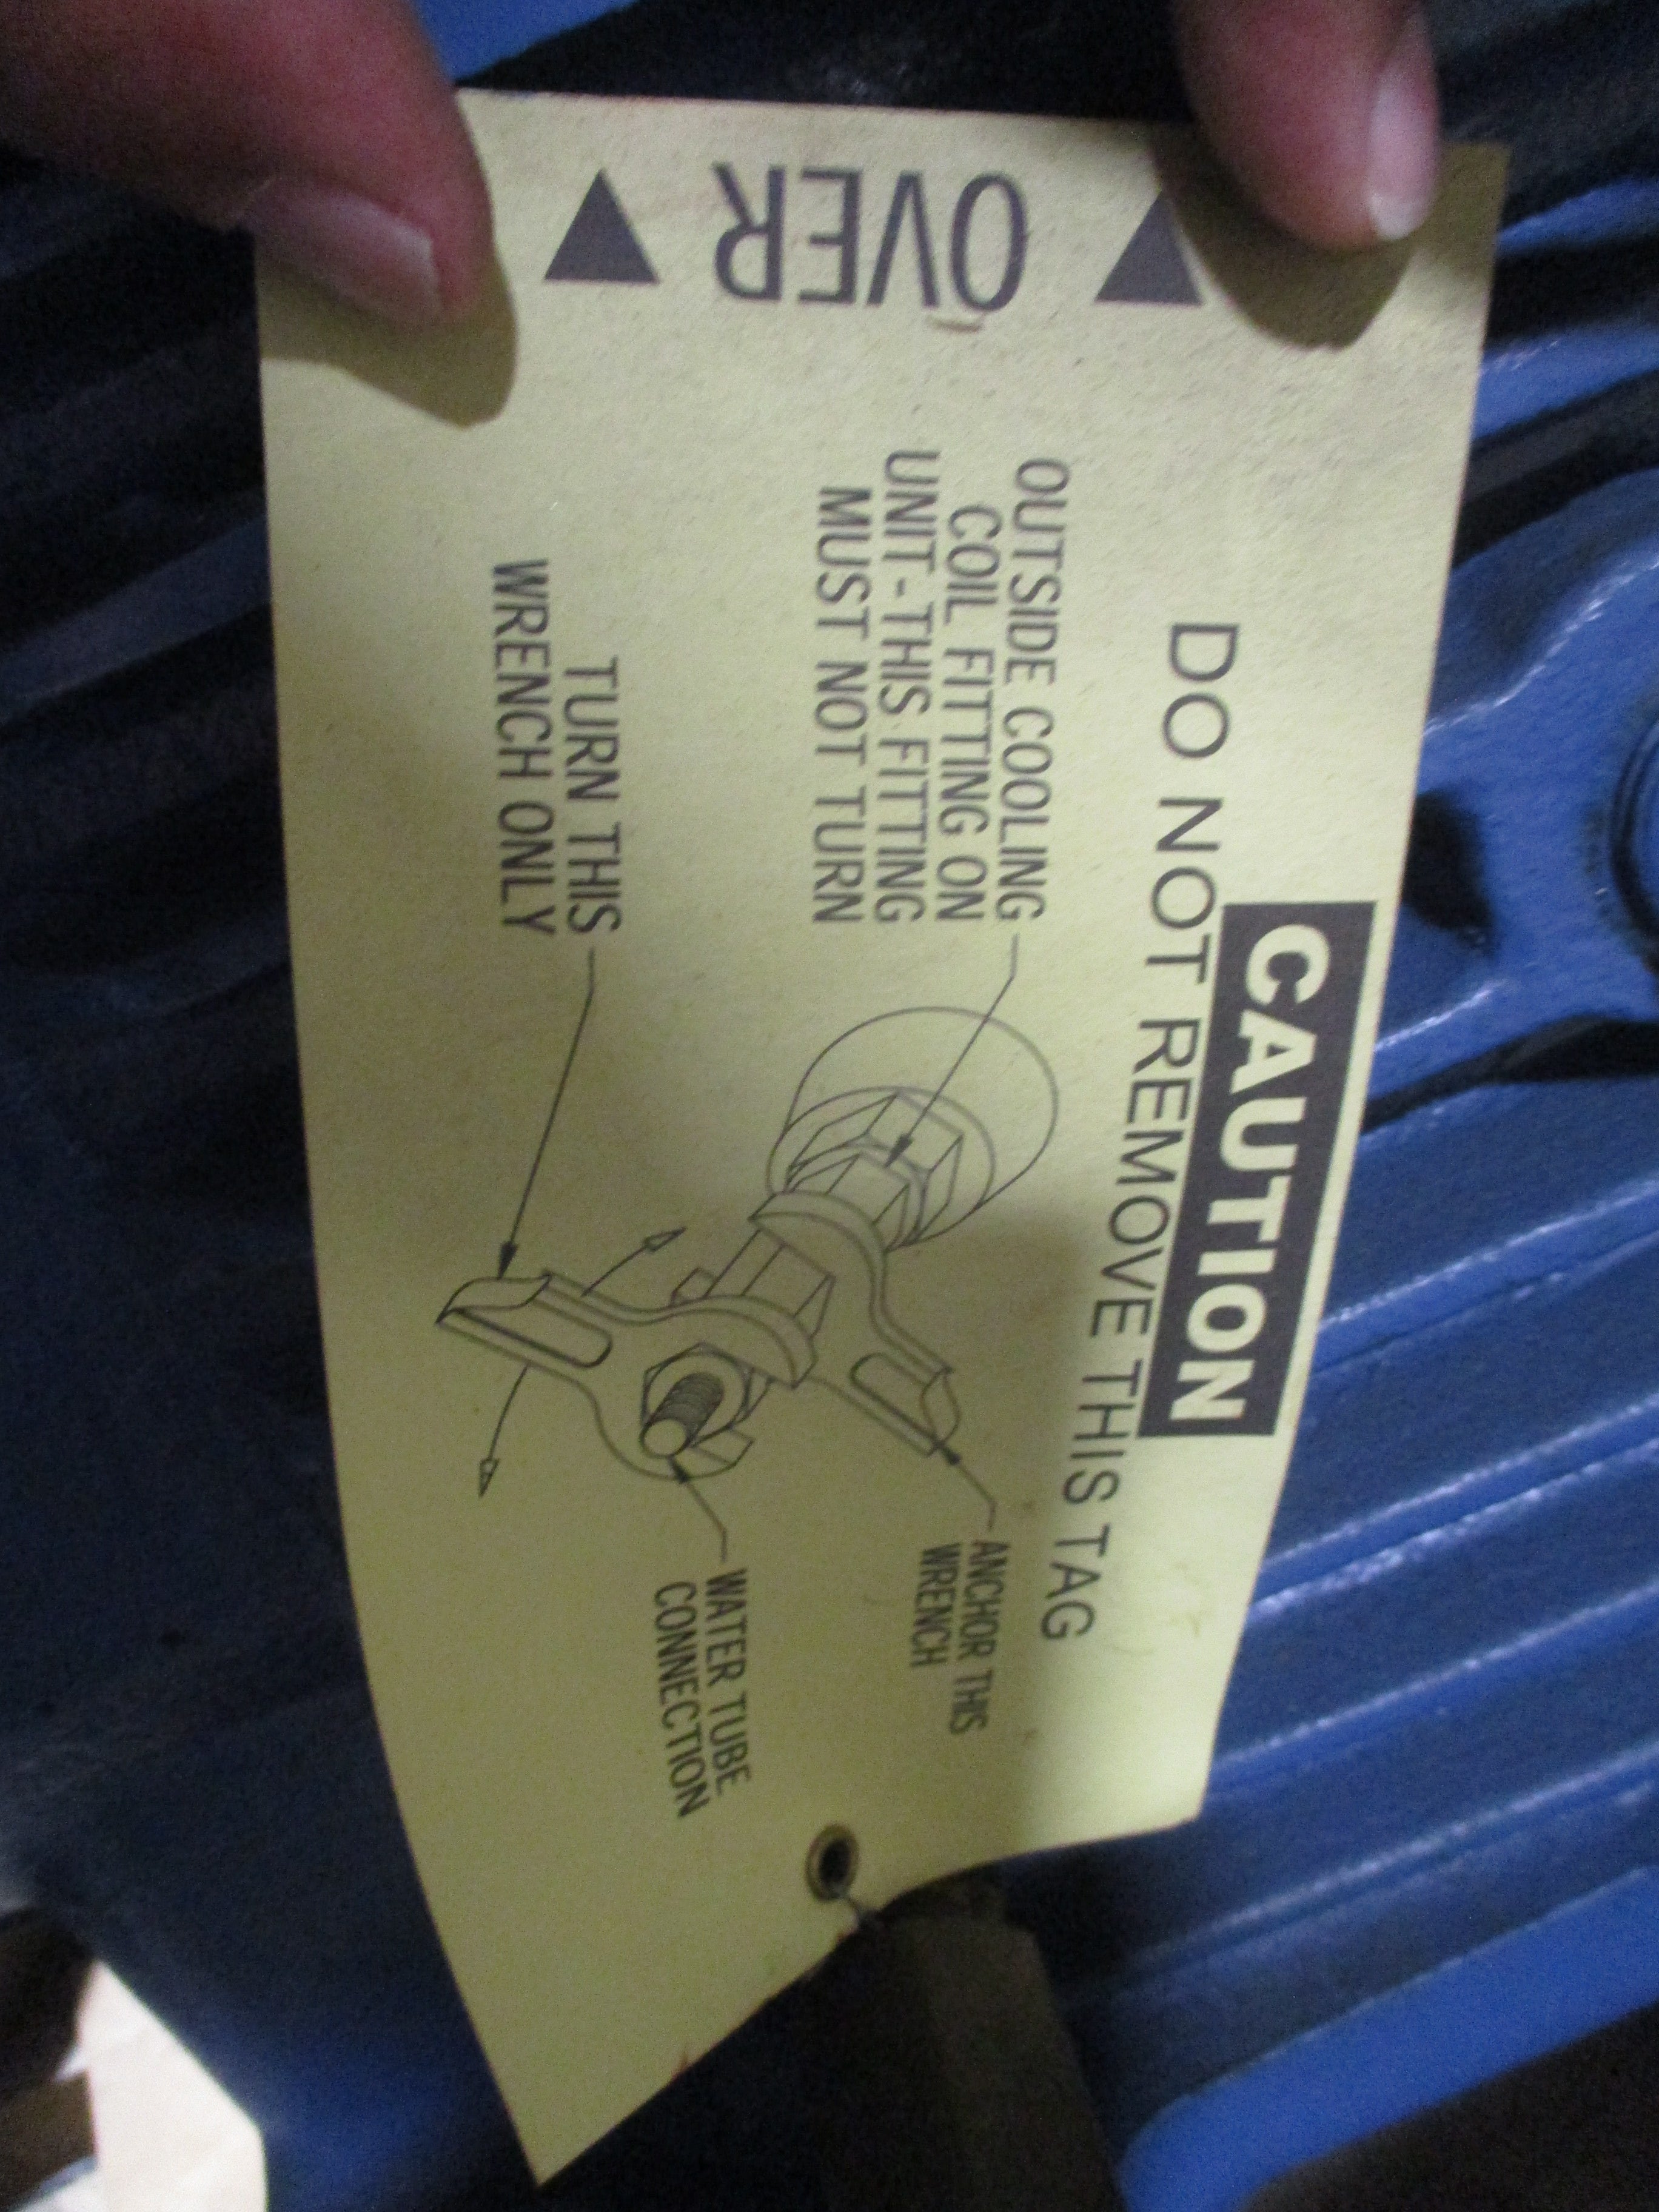 CAUTION
DO NOT REMOVE THIS TAG
OUTSIDE COOLING
COIL FITTING ON
UNIT - THIS FITTING
MUST NOT TURN
ANCHOR THIS
WRENCH
TURN THIS
WRENCH ONLY
WATER TUBE
CONNECTION
OVER